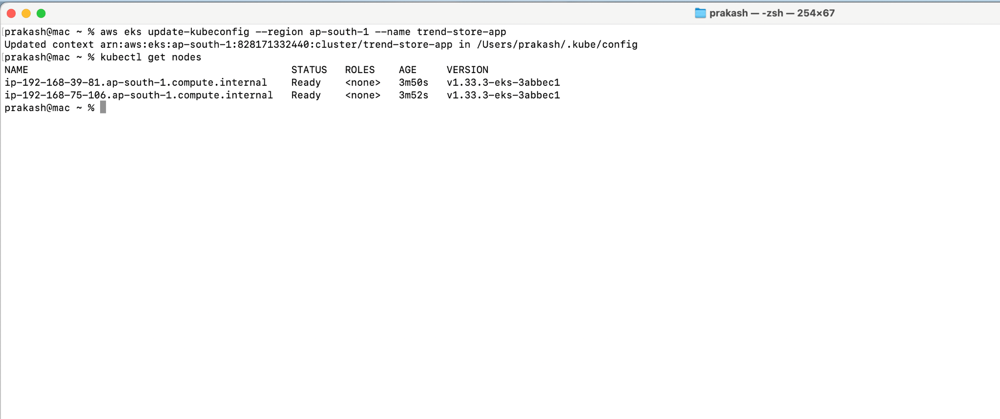 prakash — -zsh — 254×67
prakash@mac ~ % aws eks update-kubeconfig --region ap-south-1 --name trend-store-app
Updated context arn:aws:eks:ap-south-1:828171332440:cluster/trend-store-app in /Users/prakash/.kube/config
prakash@mac ~ % kubectl get nodes
NAME                                            STATUS   ROLES    AGE     VERSION
ip-192-168-39-81.ap-south-1.compute.internal    Ready    <none>   3m50s   v1.33.3-eks-3abbec1
ip-192-168-75-106.ap-south-1.compute.internal   Ready    <none>   3m52s   v1.33.3-eks-3abbec1
prakash@mac ~ %